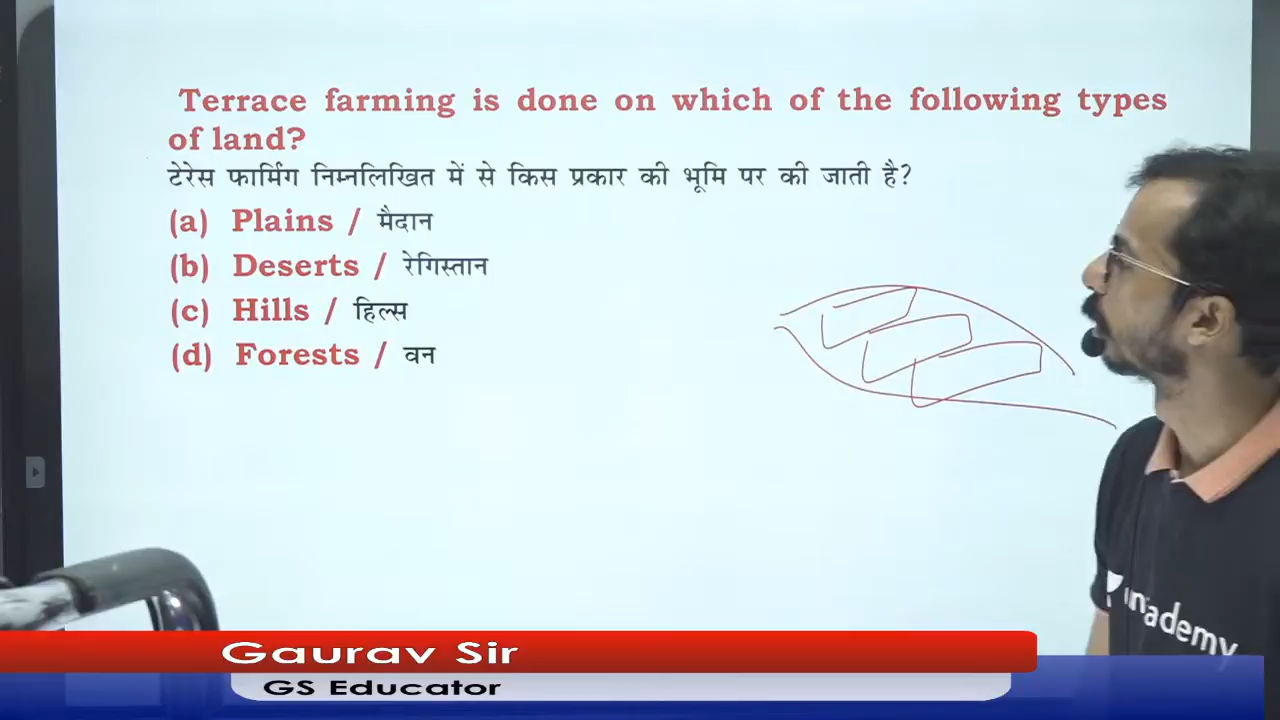 Terrace farming is done on which of the following types
of land?
टेरेस फार्मिंग निम्नलिखित में से किस प्रकार की भूमि पर की जाती है?
(a) Plains / मैदान
(b) Deserts / रेगिस्तान
(c) Hills / हिल्स
(d) Forests / वन
unacademy
Gaurav Sir
GS Educator